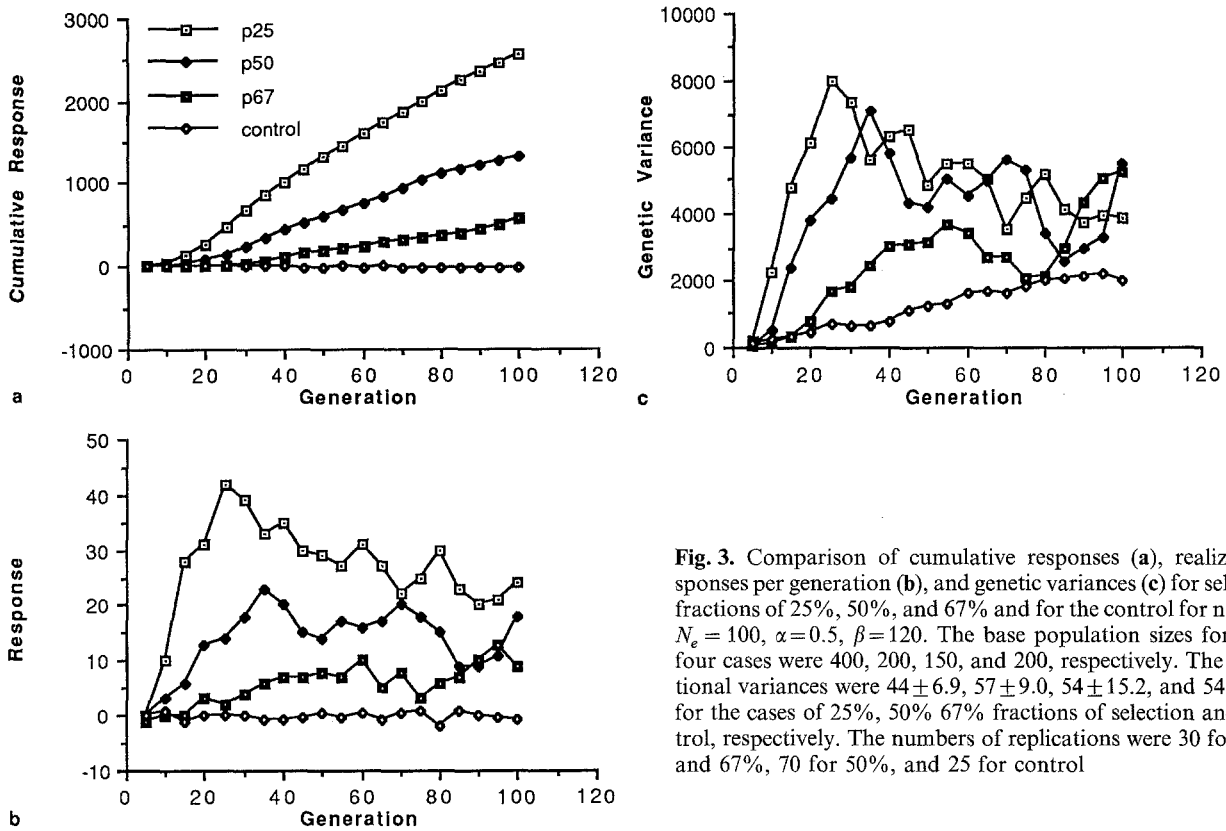 3000
2000
1000
0
-1000
Cumulative Response
p25
p50
p67
control
0 20 40 60 80 100 120
a Generation
10000
8000
6000
4000
2000
0
Genetic Variance
0 20 40 60 80 100 120
c Generation
50
40
30
20
10
0
-10
Response
0 20 40 60 80 100 120
b Generation
Fig. 3. Comparison of cumulative responses (a), realiz
sponses per generation (b), and genetic variances (c) for sel
fractions of 25%, 50%, and 67% and for the control for n
Ne = 100, α=0.5, β=120. The base population sizes for
four cases were 400, 200, 150, and 200, respectively. The
tional variances were 44±6.9, 57±9.0, 54±15.2, and 54
for the cases of 25%, 50% 67% fractions of selection an
trol, respectively. The numbers of replications were 30 fo
and 67%, 70 for 50%, and 25 for control